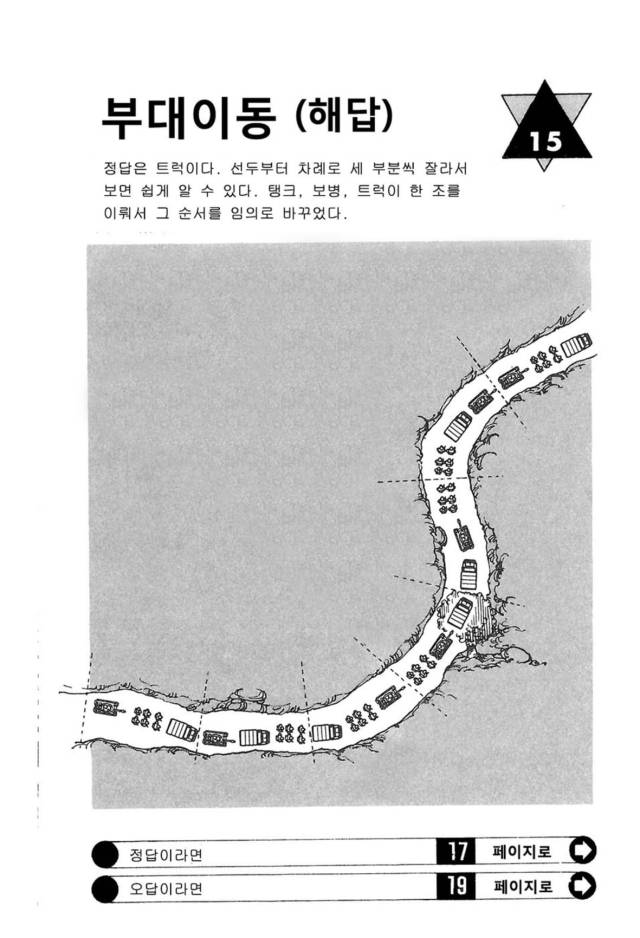 부대이동 (해답)
15
정답은 트럭이다. 선두부터 차례로 세 부분씩 잘라서
보면 쉽게 알 수 있다. 탱크, 보병, 트럭이 한 조를
이뤄서 그 순서를 임의로 바꾸었다.
정답이라면 17 페이지로
오답이라면 19 페이지로